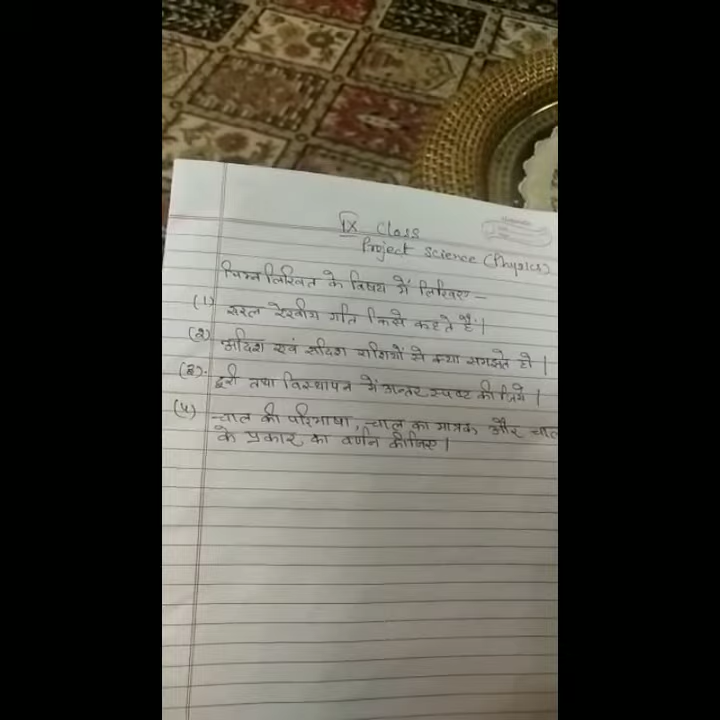 IX Class
Project Science (Physics)
निम्न लिखित के विषय में लिखिए -
(1) सरल रेखीय गति किसे कहते हैं।
(2) अदिश एवं सदिश राशियों से क्या समझते हो।
(3). दूरी तथा विस्थापन में अन्तर स्पष्ट कीजिये।
(4) चाल की परिभाषा, चाल का मात्रक और चाल
के प्रकार का वर्णन कीजिए।